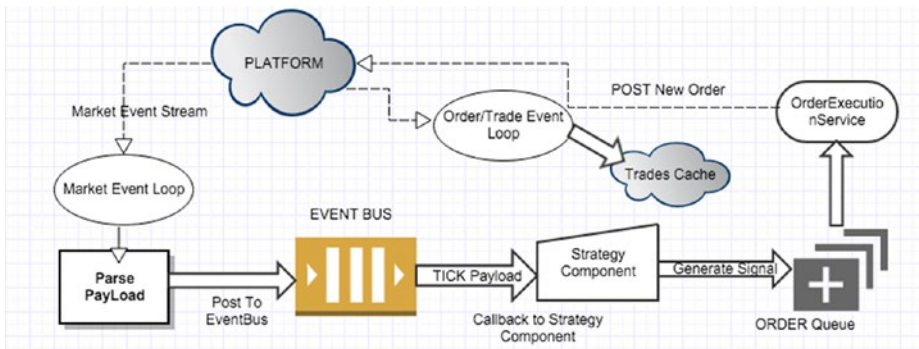 PLATFORM
POST New Order
OrderExecutio
nService
Market Event Stream
Order/Trade Event
Loop
Trades Cache
Market Event Loop
EVENT BUS
Parse
PayLoad
Post To
EventBus
TICK Payload
Strategy
Component
Callback to Strategy
Component
Generate Signal
ORDER Queue